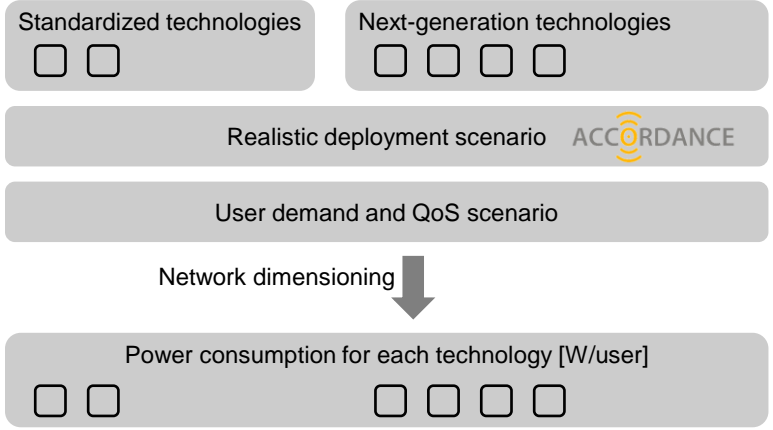 Standardized technologies
Next-generation technologies
Realistic deployment scenario ACCORDANCE
User demand and QoS scenario
Network dimensioning
Power consumption for each technology [W/user]